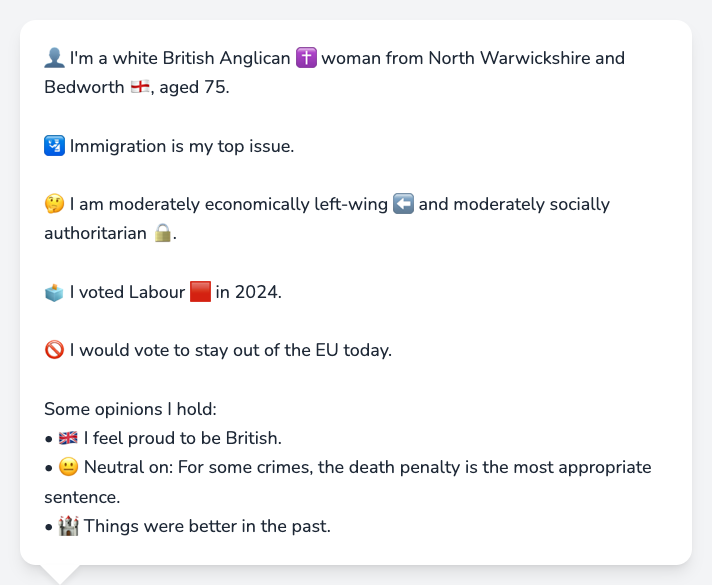 👤 I'm a white British Anglican ✝️ woman from North Warwickshire and
Bedworth 🏴󠁧󠁢󠁥󠁮󠁧󠁿, aged 75.
🛂 Immigration is my top issue.
🤔 I am moderately economically left-wing ⬅️ and moderately socially
authoritarian 🔒.
🗳️ I voted Labour 🟥 in 2024.
🚫 I would vote to stay out of the EU today.
Some opinions I hold:
• 🇬🇧 I feel proud to be British.
• 😐 Neutral on: For some crimes, the death penalty is the most appropriate
sentence.
• 🏰 Things were better in the past.